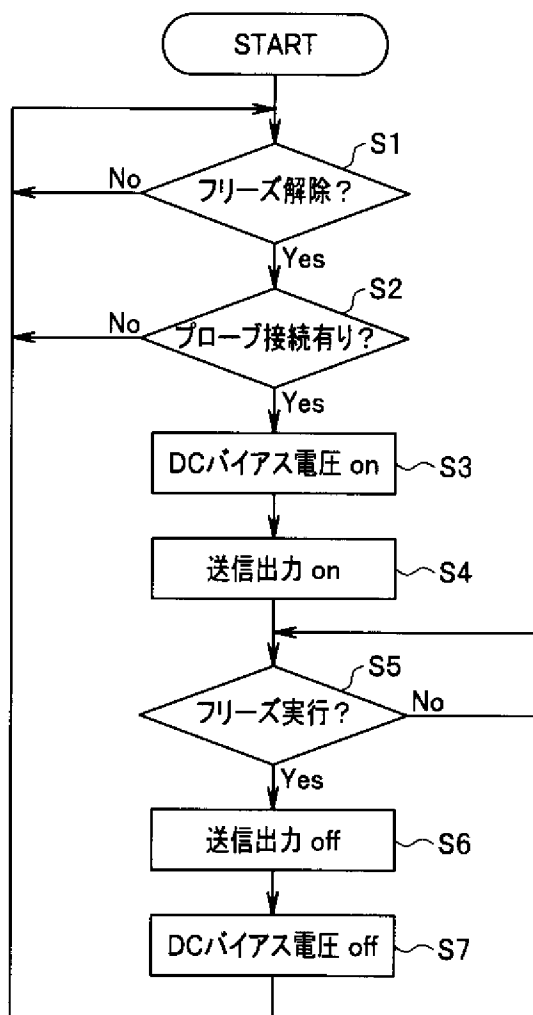 START
S1
No
フリーズ解除？
Yes
S2
No
プローブ接続有り？
Yes
DCバイアス電圧 on
S3
送信出力 on
S4
S5
フリーズ実行？
No
Yes
送信出力 off
S6
DCバイアス電圧 off
S7